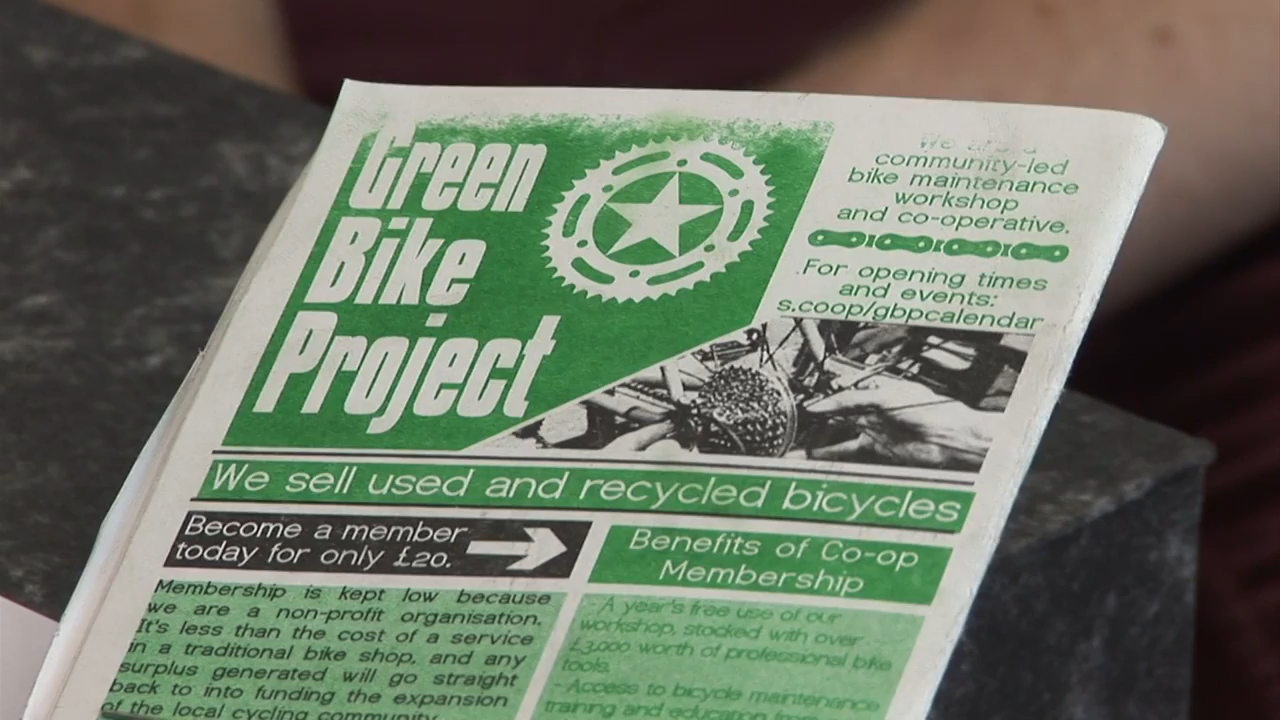 Green
Bike
Project
We are a
community-led
bike maintenance
workshop
and co-operative.
For opening times
and events:
s.coop/gbpcalendar
We sell used and recycled bicycles
Become a member
today for only £20.
Membership is kept low because
we are a non-profit organisation.
It's less than the cost of a service
in a traditional bike shop, and any
surplus generated will go straight
back to into funding the expansion
of the local cycling community
Benefits of Co-op
Membership
- A year's free use of our
workshop, stocked with over
£3,000 worth of professional bike
tools.
- Access to bicycle maintenance
training and education from